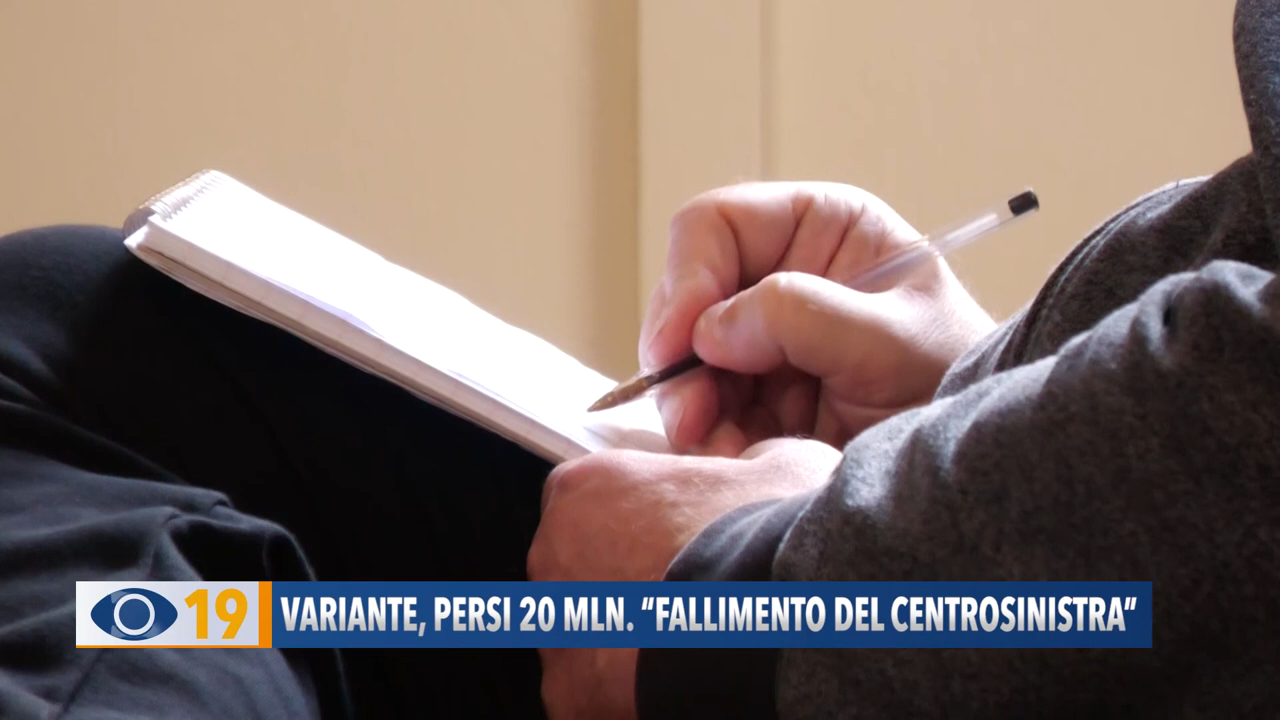 19 VARIANTE, PERSI 20 MLN. “FALLIMENTO DEL CENTROSINISTRA”